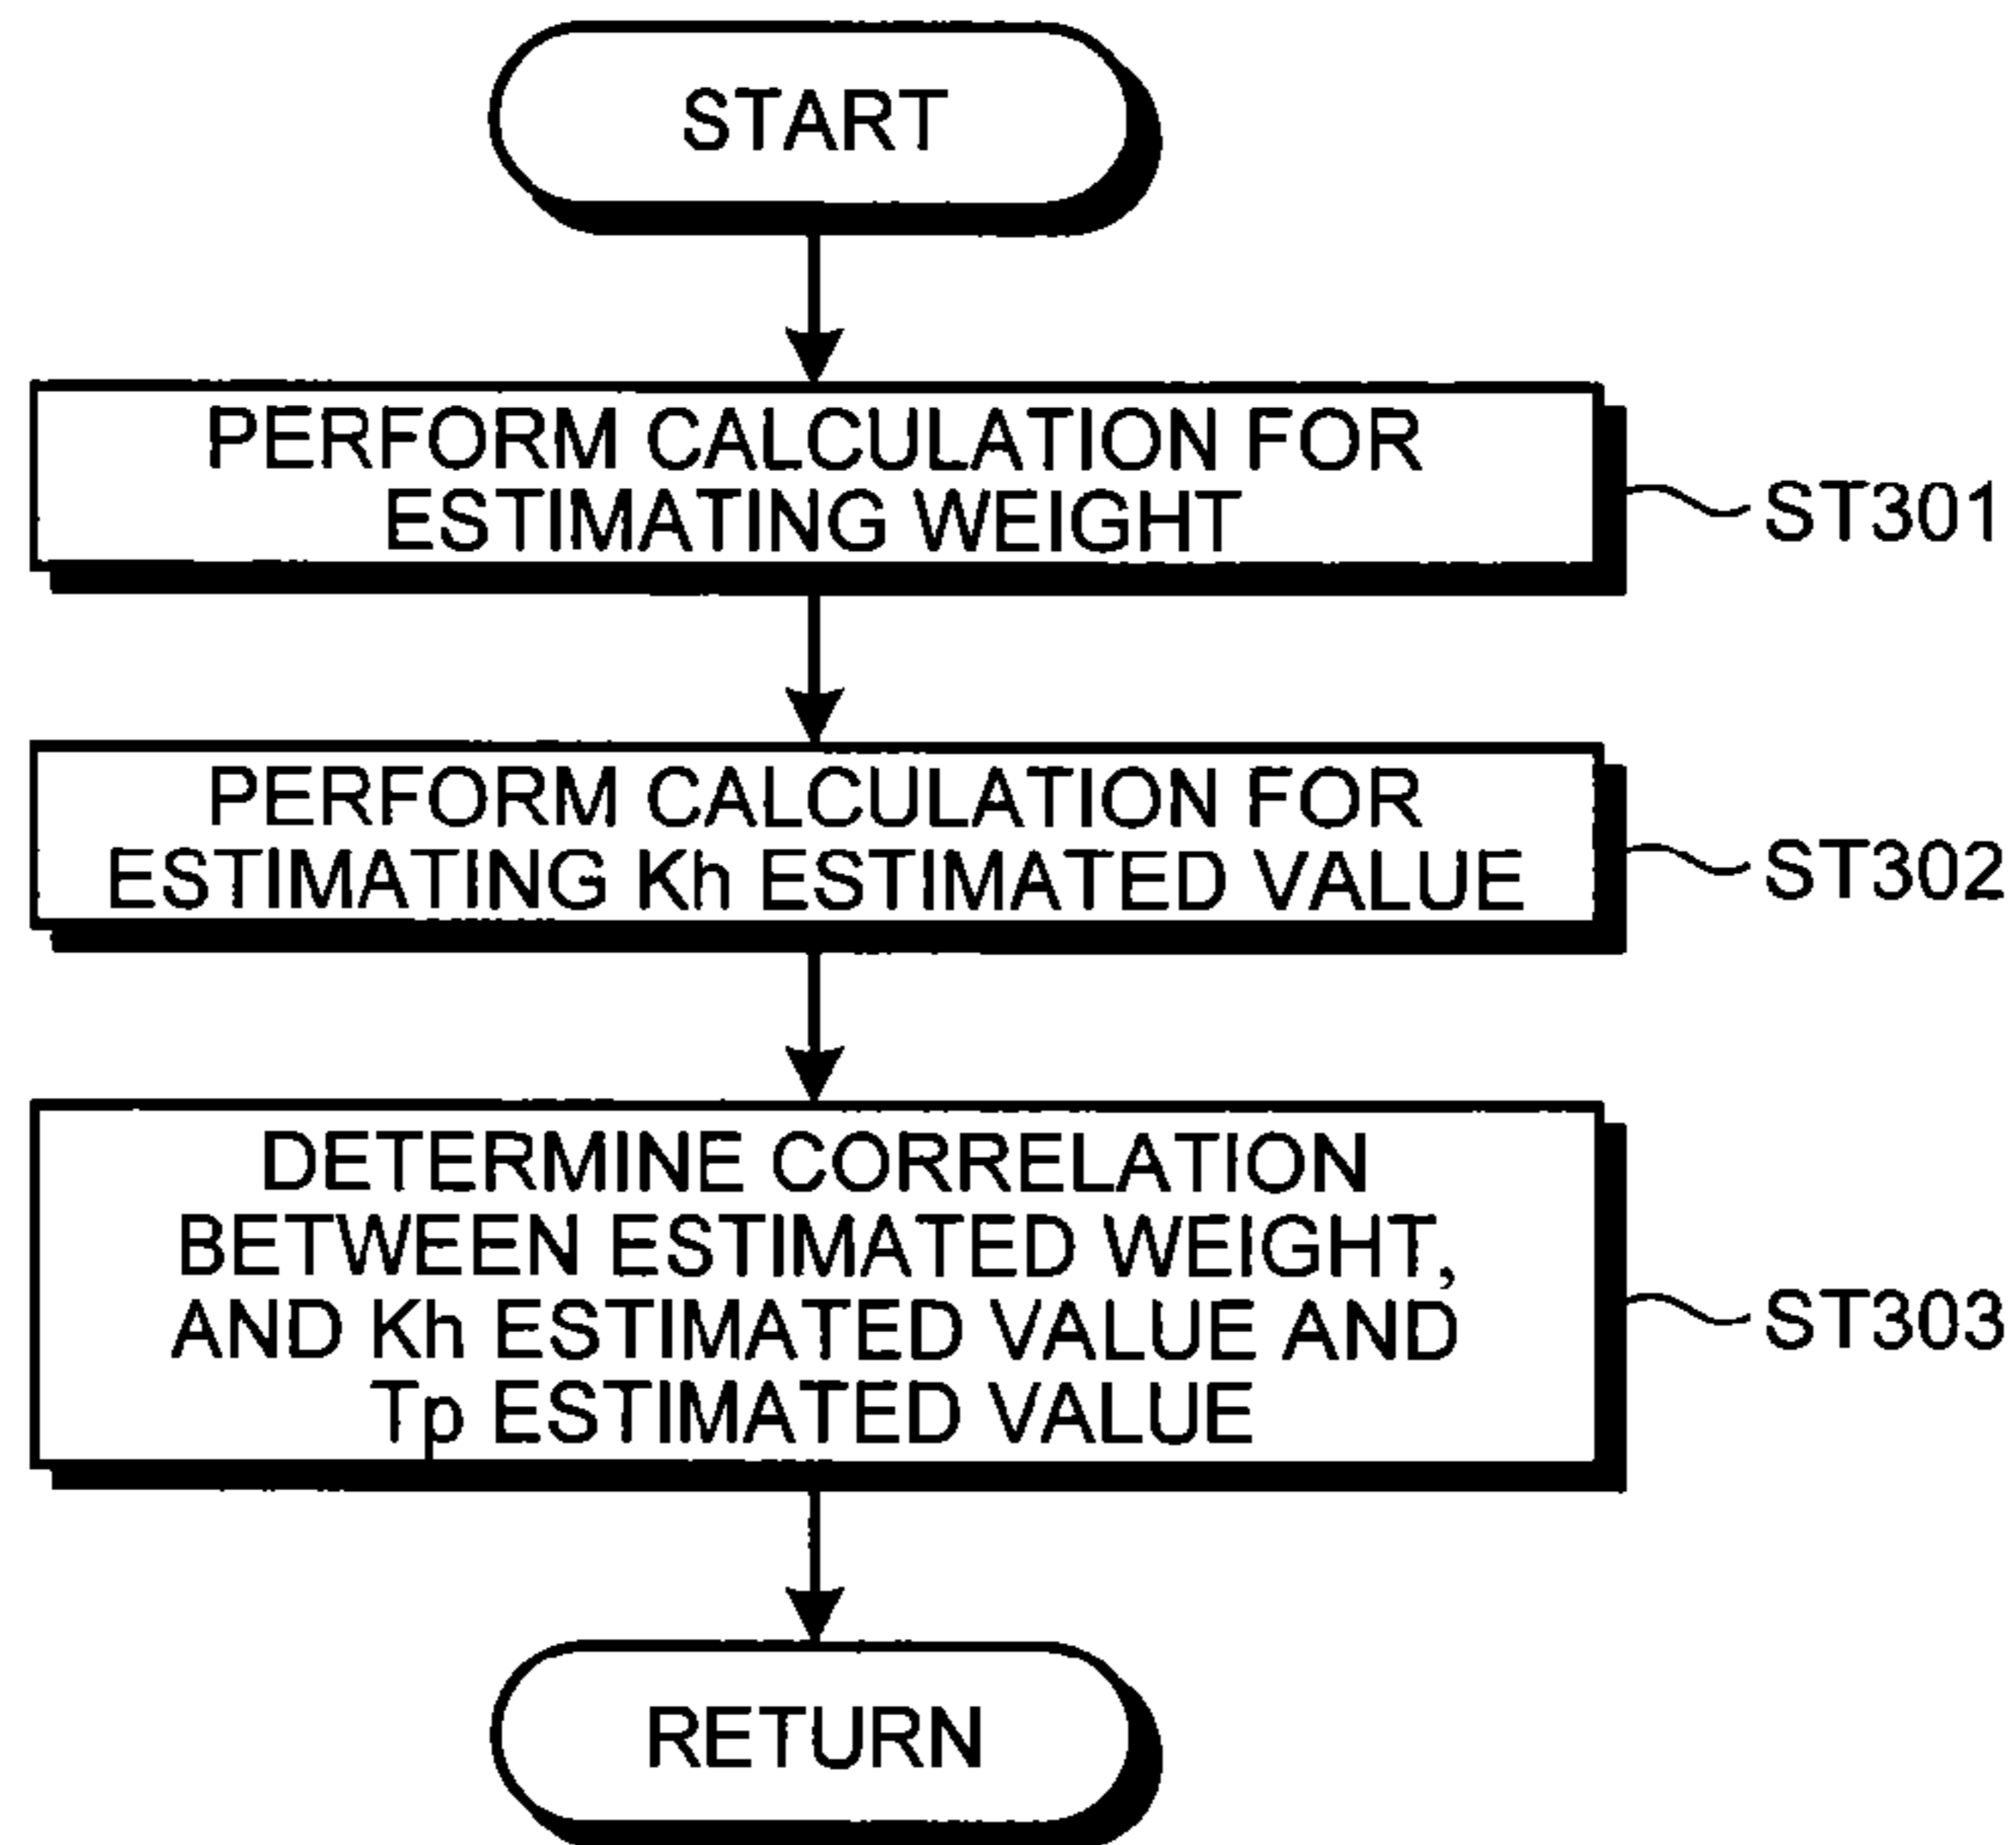 START
PERFORM CALCULATION FOR
ESTIMATING WEIGHT
ST301
PERFORM CALCULATION FOR
ESTIMATING Kh ESTIMATED VALUE
ST302
DETERMINE CORRELATION
BETWEEN ESTIMATED WEIGHT,
AND Kh ESTIMATED VALUE AND
Tp ESTIMATED VALUE
ST303
RETURN